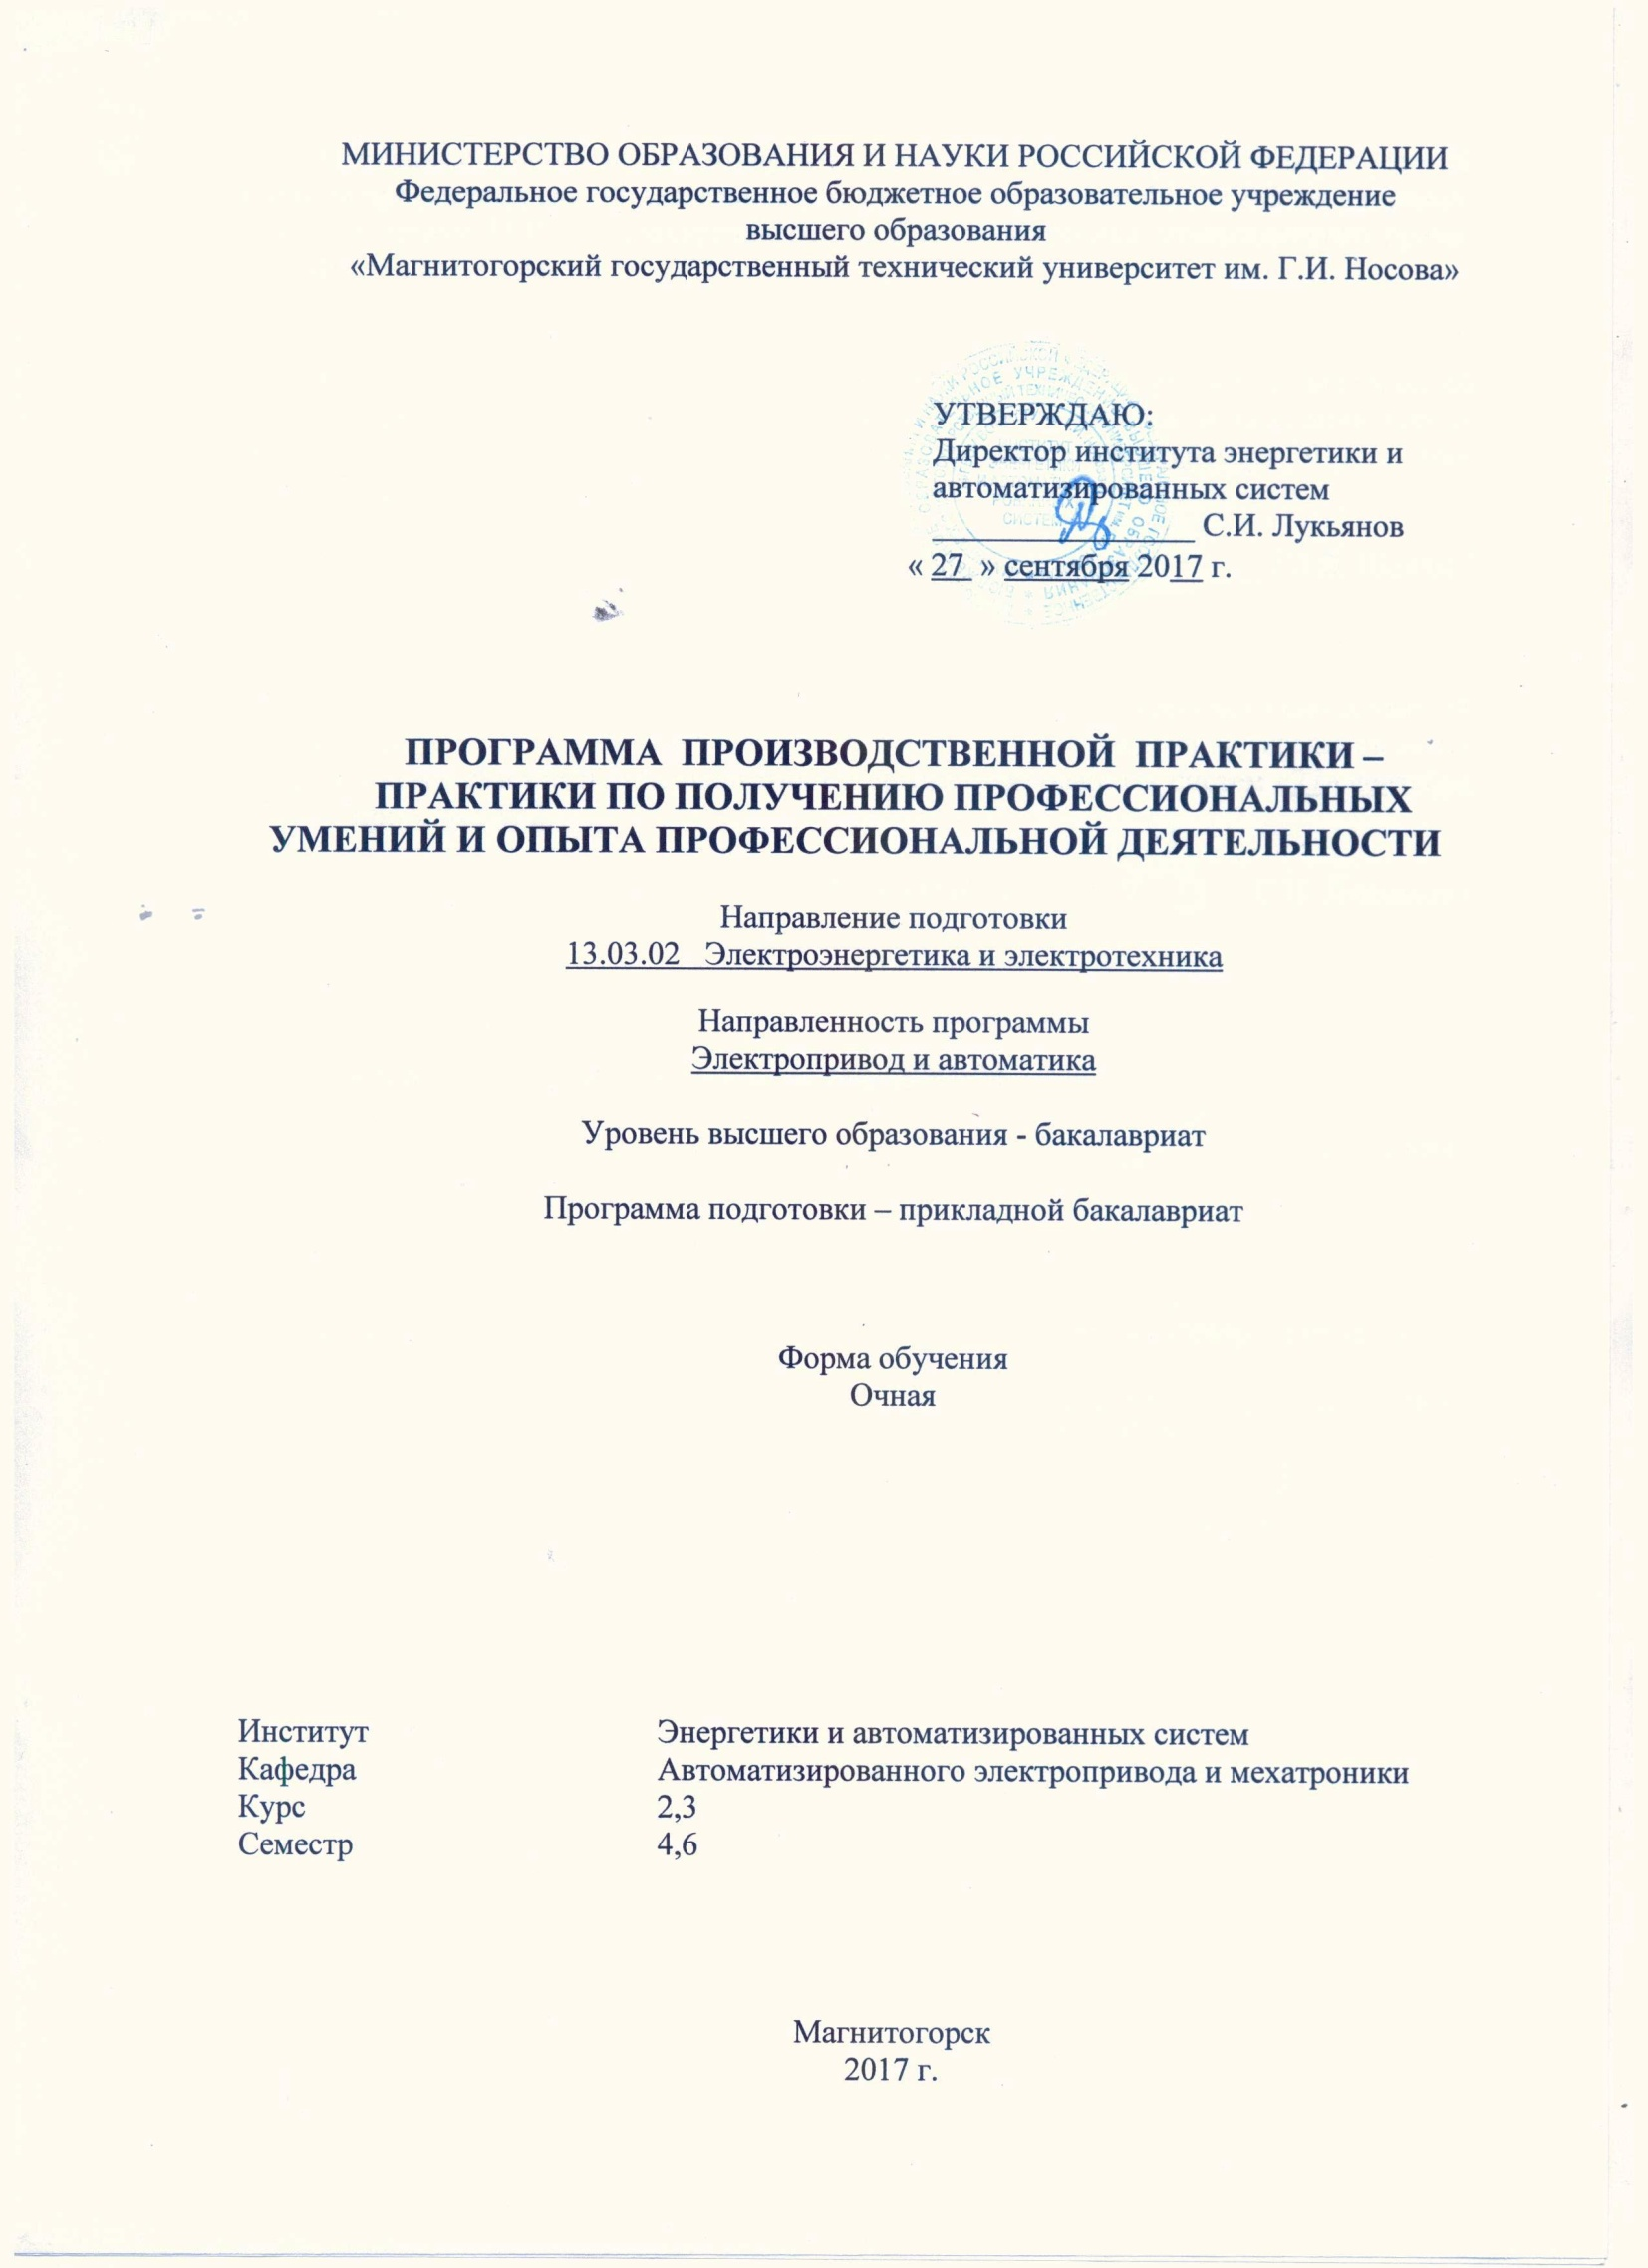 МИНИСТЕРСТВО ОБРАЗОВАНИЯ И НАУКИ РОССИЙСКОЙ ФЕДЕРАЦИИ
Федеральное государственное бюджетное образовательное учреждение
высшего образования
«Магнитогорский государственный технический университет им. Г.И. Носова»
УТВЕРЖДАЮ:
Директор института энергетики и
автоматизированных систем
С.И. Лукьянов
« 27 » сентября 2017 г.
ПРОГРАММА ПРОИЗВОДСТВЕННОЙ ПРАКТИКИ –
ПРАКТИКИ ПО ПОЛУЧЕНИЮ ПРОФЕССИОНАЛЬНЫХ
УМЕНИЙ И ОПЫТА ПРОФЕССИОНАЛЬНОЙ ДЕЯТЕЛЬНОСТИ
Направление подготовки
13.03.02 Электроэнергетика и электротехника
Направленность программы
Электропривод и автоматика
Уровень высшего образования - бакалавриат
Программа подготовки – прикладной бакалавриат
Форма обучения
Очная
Институт Энергетики и автоматизированных систем
Кафедра Автоматизированного электропривода и мехатроники
Курс 2,3
Семестр 4,6
Магнитогорск
2017 г.